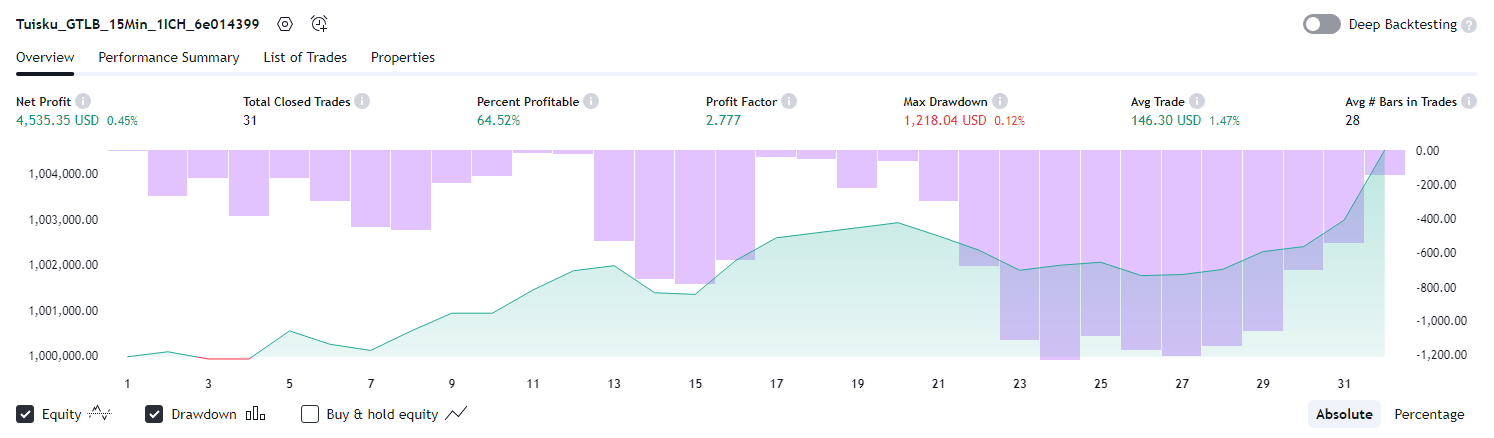 Tuisku_GTLB_15Min_1ICH_6e014399
Deep Backtesting ?
Overview Performance Summary List of Trades Properties
Net Profit i Total Closed Trades i Percent Profitable i Profit Factor i Max Drawdown i Avg Trade i Avg # Bars in Trades i
4,535.35 USD 0.45% 31 64.52% 2.777 1,218.04 USD 0.12% 146.30 USD 1.47% 28
0.00
1,004,000.00 -200.00
1,003,000.00 -400.00
1,002,000.00 -600.00
-800.00
1,001,000.00 -1,000.00
1,000,000.00 -1,200.00
1 3 5 7 9 11 13 15 17 19 21 23 25 27 29 31
Equity Drawdown Buy & hold equity Absolute Percentage